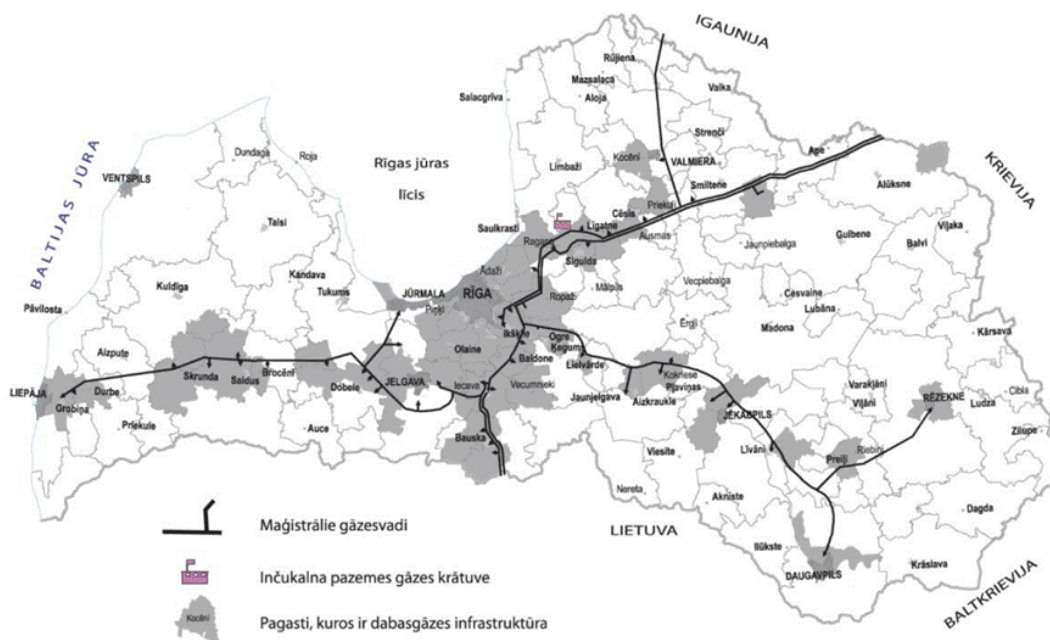 IGAUNIJA
Rūjiena
Mazsalaca
Salacgrīva
Aloja
Valka
Strenči
BALTIJAS JŪRA
Dundaga
Roja
Rīgas jūras
līcis
Limbaži
Kocēni
VALMIERA
Ape
KRIEVIJA
VENTSPILS
Smiltene
Alūksne
Talsi
Cēsis
Priekuļi
Saulkrasti
Līgatne
Ausmas
Ragana
Jaunpiebalga
Gulbene
Viļaka
Balvi
Sigulda
Kandava
Ādaži
Mālpils
Vecpiebalga
Kuldīga
Tukums
JŪRMALA
RĪGA
Ropaži
Cesvaine
Lubāna
Pāvilosta
Piņķi
Ērgļi
Madona
Kārsava
Ikšķile
Ogre
Aizpute
Olaine
Ķegums
Baldone
Lielvārde
Skrunda
Saldus
Brocēni
Koknese
Varakļāni
Cibla
LIEPĀJA
Durbe
Dobele
JELGAVA
Iecava
Vecumnieki
Pļaviņas
RĒZEKNE
Grobiņa
Jaunjelgava
Aizkraukle
Viļāni
Ludza
JĒKABPILS
Priekule
Auce
Zilupe
Bauska
Viesīte
Līvāni
Preiļi
Riebiņi
Nereta
Aknīste
Dagda
LIETUVA
Ilūkste
Krāslava
DAUGAVPILS
BALTKRIEVIJA
Maģistrālie gāzesvadi
Inčukalna pazemes gāzes krātuve
Kocēni
Pagasti, kuros ir dabasgāzes infrastruktūra